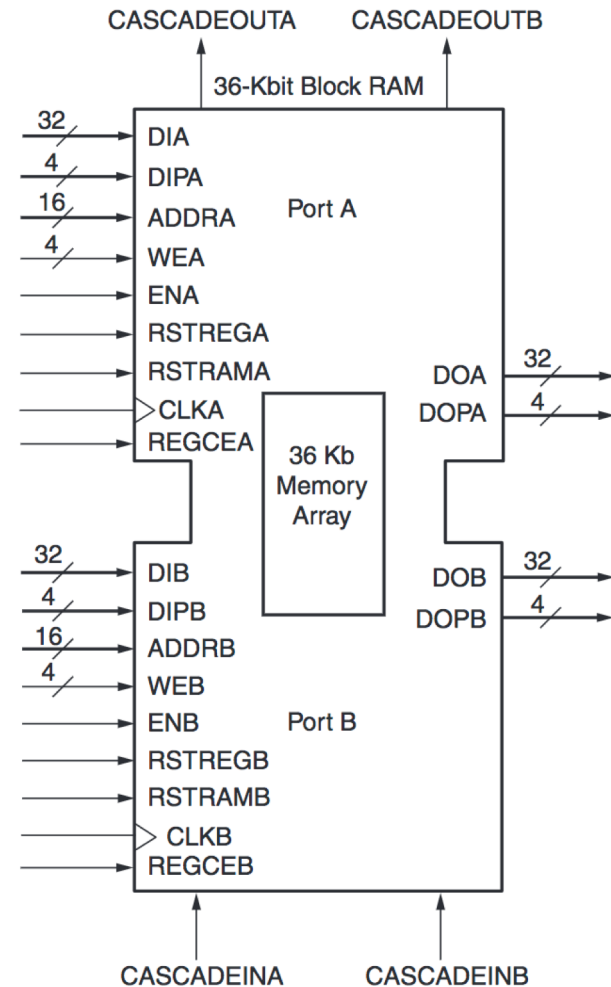 CASCADEOUTA CASCADEOUTB
36-Kbit Block RAM
32 DIA
4 DIPA
16 ADDRA Port A
4 WEA
ENA
RSTREGA
RSTRAMA DOA 32
CLKA DOPA 4
REGCEA
36 Kb
Memory
Array
32 DIB DOB 32
4 DIPB DOPB 4
16 ADDRB
4 WEB
ENB Port B
RSTREGB
RSTRAMB
CLKB
REGCEB
CASCADEINA CASCADEINB